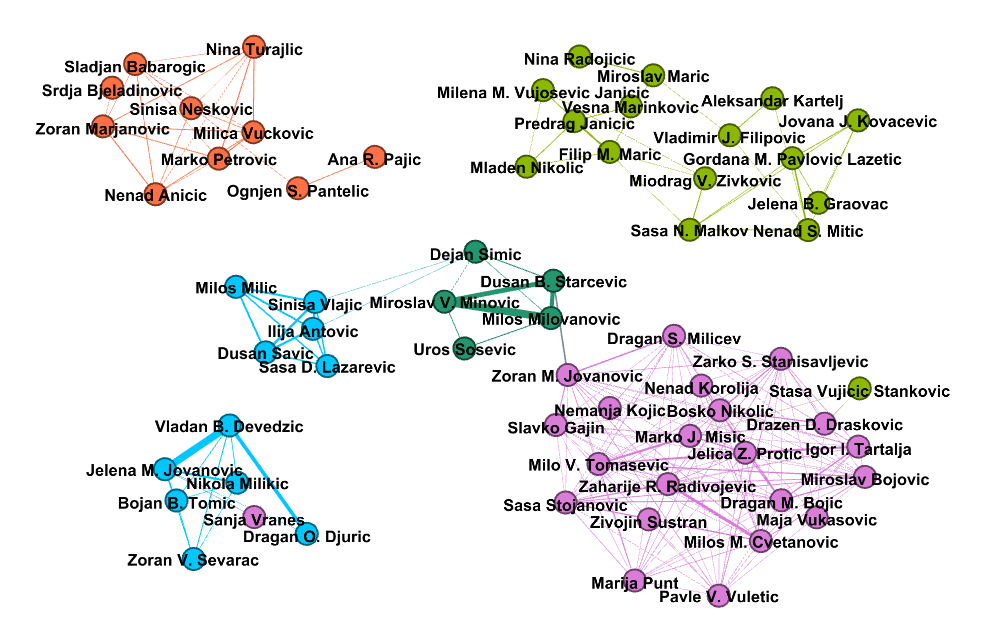 Nina Turajlic
Sladjan Babarogic
Srdja Bjeladinovic
Sinisa Neskovic
Zoran Marjanovic
Milica Vuckovic
Marko Petrovic
Ana R. Pajic
Nenad Anicic
Ognjen S. Pantelic
Nina Radojicic
Miroslav Maric
Milena M. Vujosevic Janicic
Vesna Marinkovic
Aleksandar Kartelj
Predrag Janicic
Jovana J. Kovacevic
Vladimir J. Filipovic
Filip M. Maric
Gordana M. Pavlovic Lazetic
Mladen Nikolic
Miodrag V. Zivkovic
Jelena B. Graovac
Sasa N. Malkov
Nenad S. Mitic
Dejan Simic
Dusan B. Starcevic
Milos Milic
Sinisa Vlajic
Miroslav V. Minovic
Milos Milovanovic
Ilija Antovic
Uros Sosevic
Dusan Savic
Sasa D. Lazarevic
Dragan S. Milicev
Zarko S. Stanisavljevic
Zoran M. Jovanovic
Nenad Korolija
Stasa Vujicic Stankovic
Nemanja Kojic
Bosko Nikolic
Slavko Gajin
Drazen D. Draskovic
Marko J. Misic
Igor I. Tartalja
Jelica Z. Protic
Milo V. Tomasevic
Miroslav Bojovic
Zaharije R. Radivojevic
Sasa Stojanovic
Dragan M. Bojic
Zivojin Sustran
Maja Vukasovic
Milos M. Cvetanovic
Marija Punt
Pavle V. Vuletic
Vladan B. Devedzic
Jelena M. Jovanovic
Nikola Milikic
Bojan B. Tomic
Sanja Vranes
Dragan O. Djuric
Zoran V. Sevarac